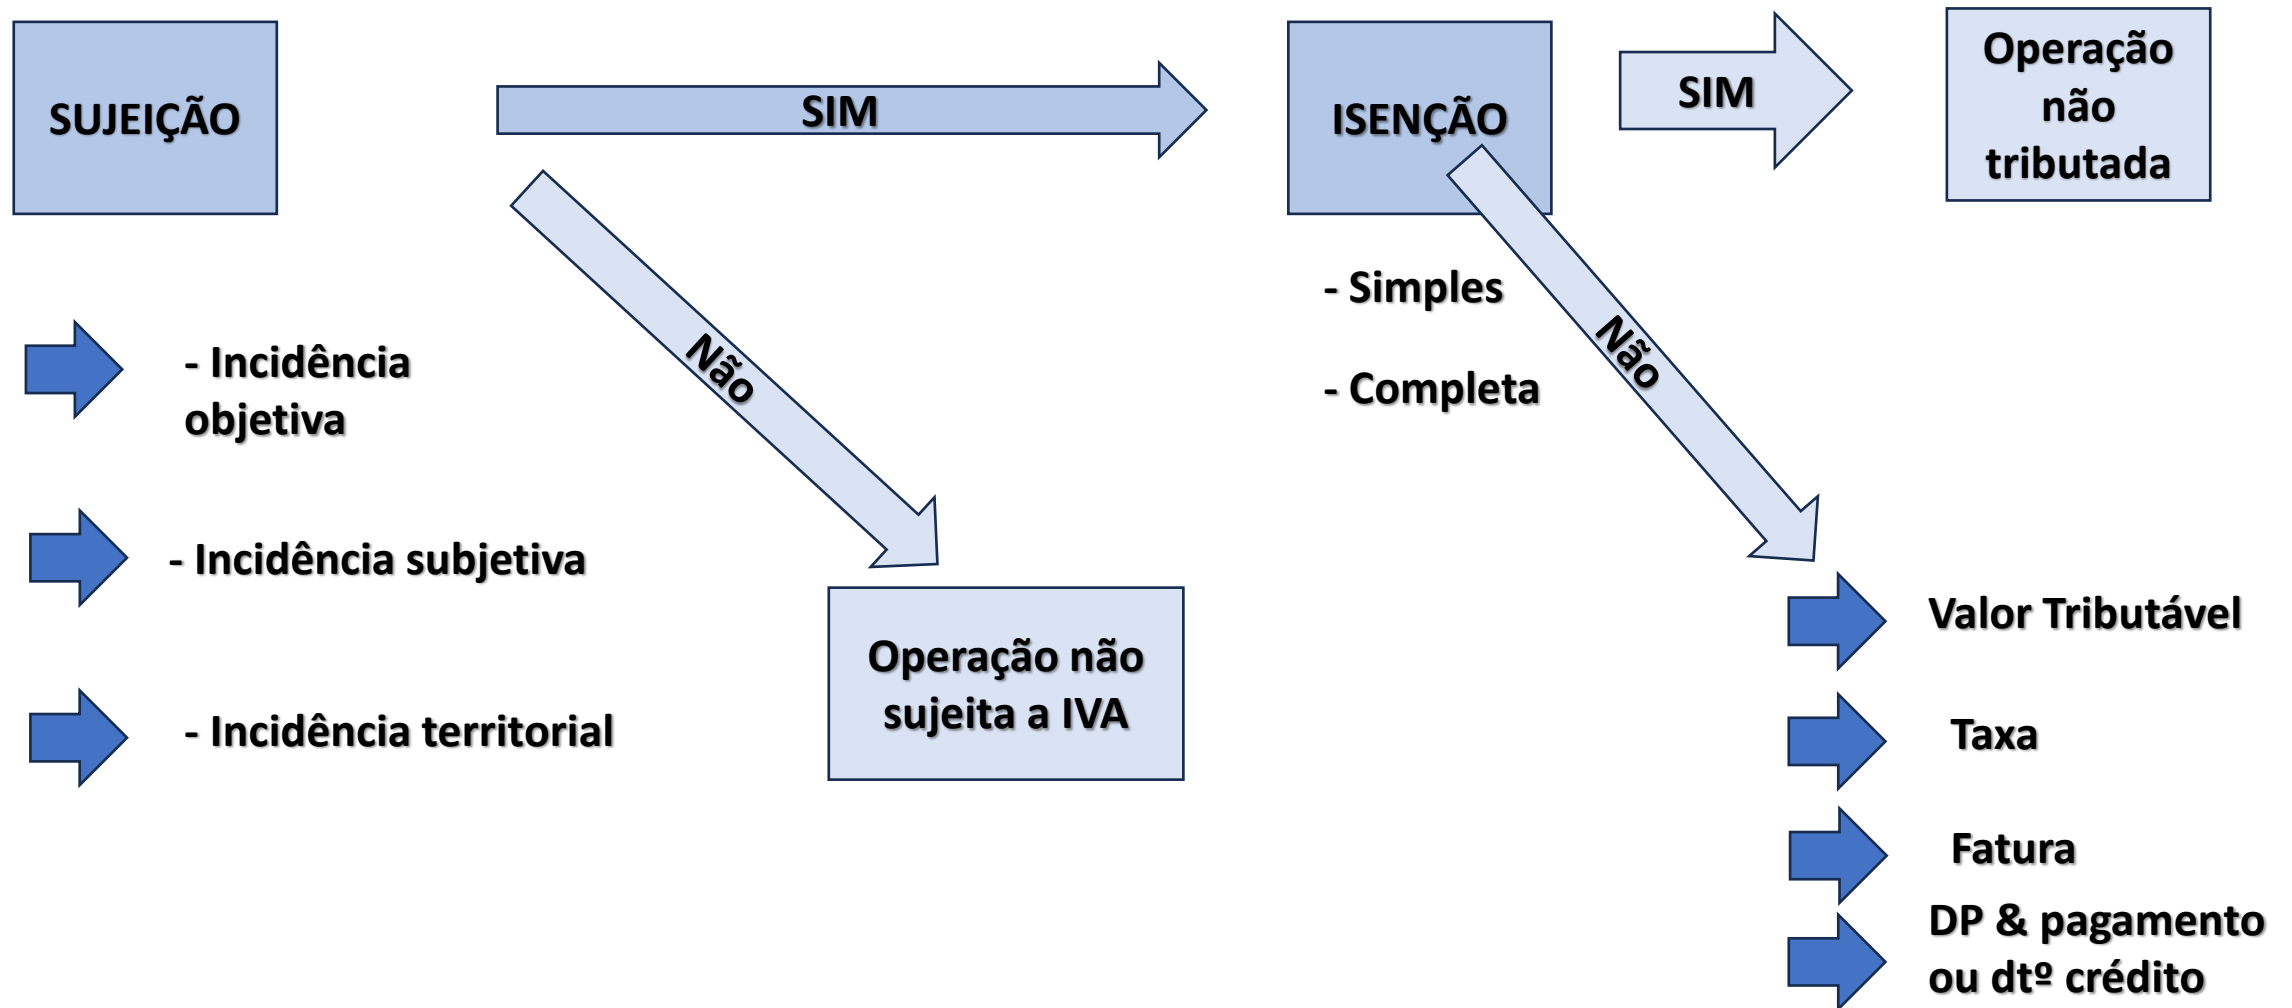 SUJEIÇÃO
SIM
ISENÇÃO
SIM
Operação
não
tributada
Não
- Incidência
objetiva
- Incidência subjetiva
- Incidência territorial
Operação não
sujeita a IVA
- Simples
- Completa
Não
Valor Tributável
Taxa
Fatura
DP & pagamento
ou dtº crédito